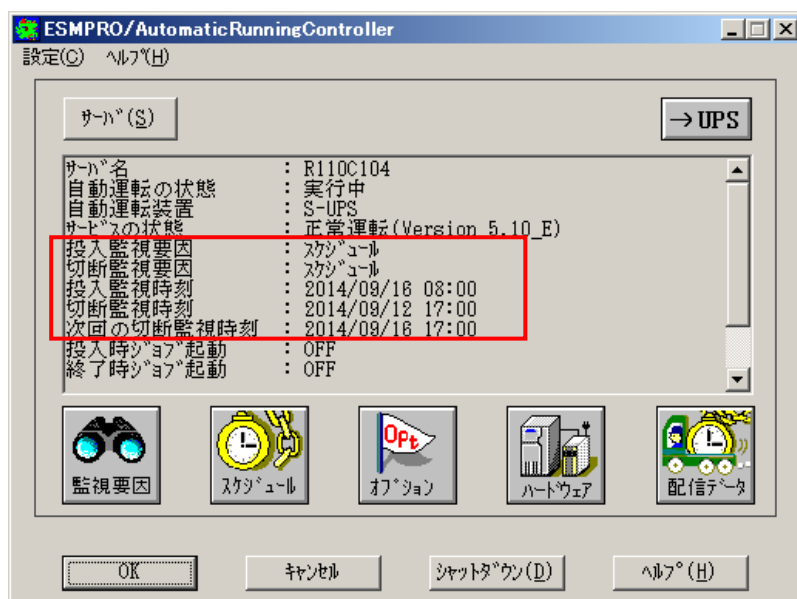 ESMPRO/AutomaticRunningController
設定(C) ﾍﾙﾌﾟ(H)
ｻｰﾊﾞ(S)
→UPS
ｻｰﾊﾞ名 : R110C104
自動運転の状態 : 実行中
自動運転装置 : S-UPS
ｻｰﾋﾞｽの状態 : 正常運転(Version 5.10_E)
投入監視要因 : ｽｹｼﾞｭｰﾙ
切断監視要因 : ｽｹｼﾞｭｰﾙ
投入監視時刻 : 2014/09/16 08:00
切断監視時刻 : 2014/09/12 17:00
次回の切断監視時刻 : 2014/09/16 17:00
投入時ｼﾞｮﾌﾞ起動 : OFF
終了時ｼﾞｮﾌﾞ起動 : OFF
Opt
監視要因 ｽｹｼﾞｭｰﾙ ｵﾌﾟｼｮﾝ ﾊｰﾄﾞｳｪｱ 配信ﾃﾞｰﾀ
OK ｷｬﾝｾﾙ ｼｬｯﾄﾀﾞｳﾝ(D) ﾍﾙﾌﾟ(H)